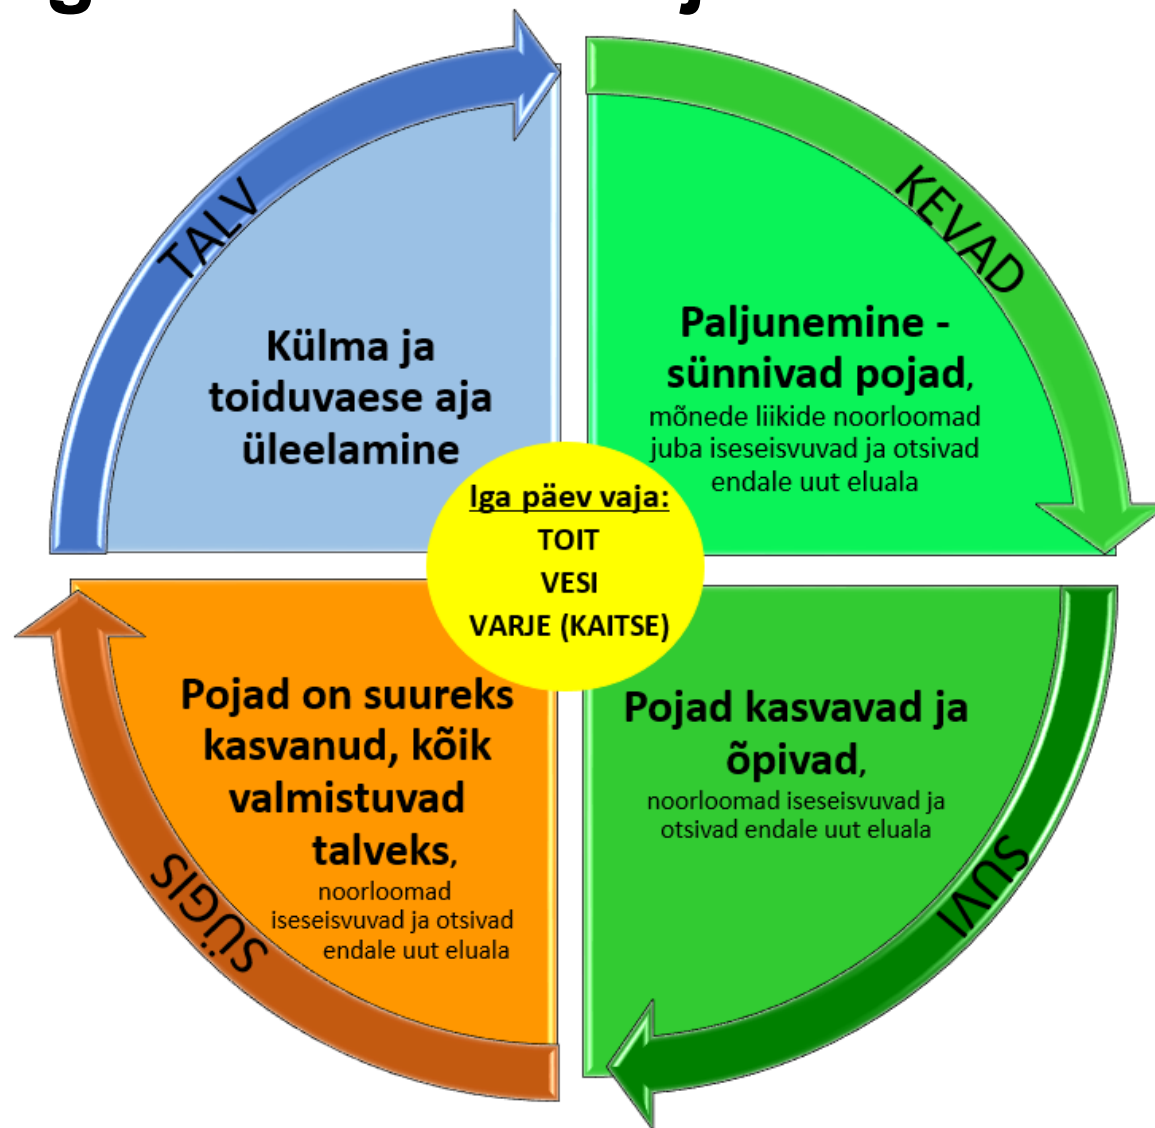 TALV
Külma ja
toiduvaese aja
üleelamine
KEVAD
Paljunemine -
sünnivad pojad,
mõnede liikide noorloomad
juba iseseisvuvad ja otsivad
endale uut eluala
Iga päev vaja:
TOIT
VESI
VARJE (KAITSE)
Pojad kasvavad ja
õpivad,
noorloomad iseseisvuvad ja
otsivad endale uut eluala
SUVI
Pojad on suureks
kasvanud, kõik
valmistuvad
talveks,
noorloomad
iseseisvuvad ja otsivad
endale uut eluala
SÜGIS